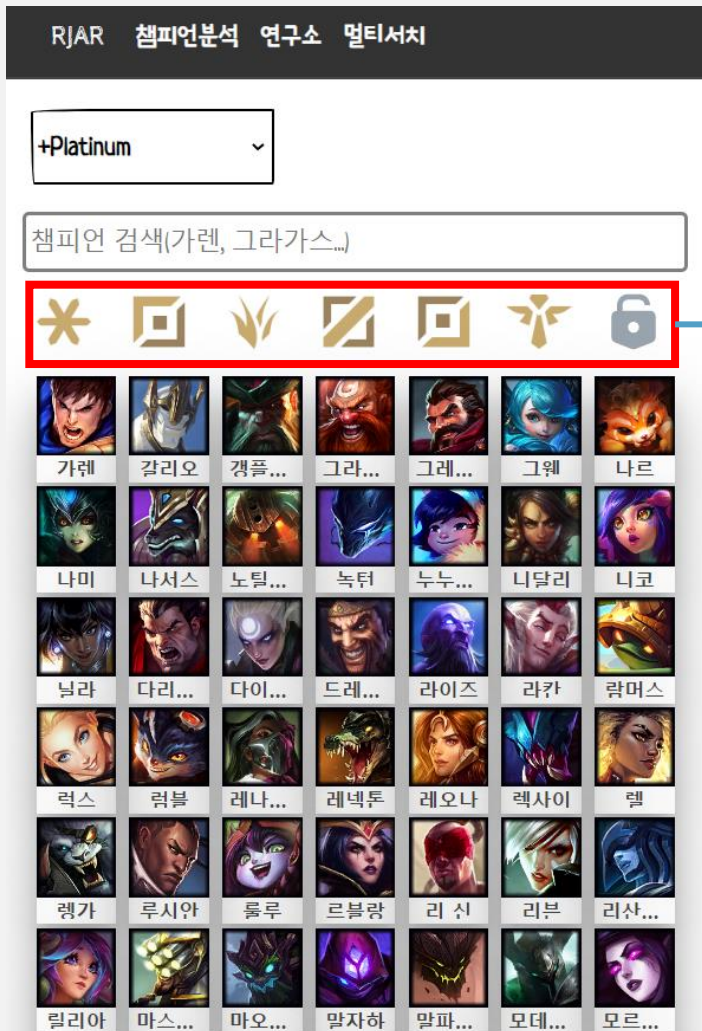 RJAR 챔피언분석 연구소 멀티서치
+Platinum
챔피언 검색(가렌, 그라가스...)
가렌 갈리오 갱플... 그라... 그레... 그웬 나르
나미 나서스 노틸... 녹턴 누누... 니달리 니코
닐라 다리... 다이... 드레... 라이즈 라칸 람머스
럭스 럼블 레나... 레넥톤 레오나 렉사이 렐
렝가 루시안 룰루 르블랑 리 신 리븐 리산...
릴리아 마스... 마오... 말자하 말파... 모데... 모르...